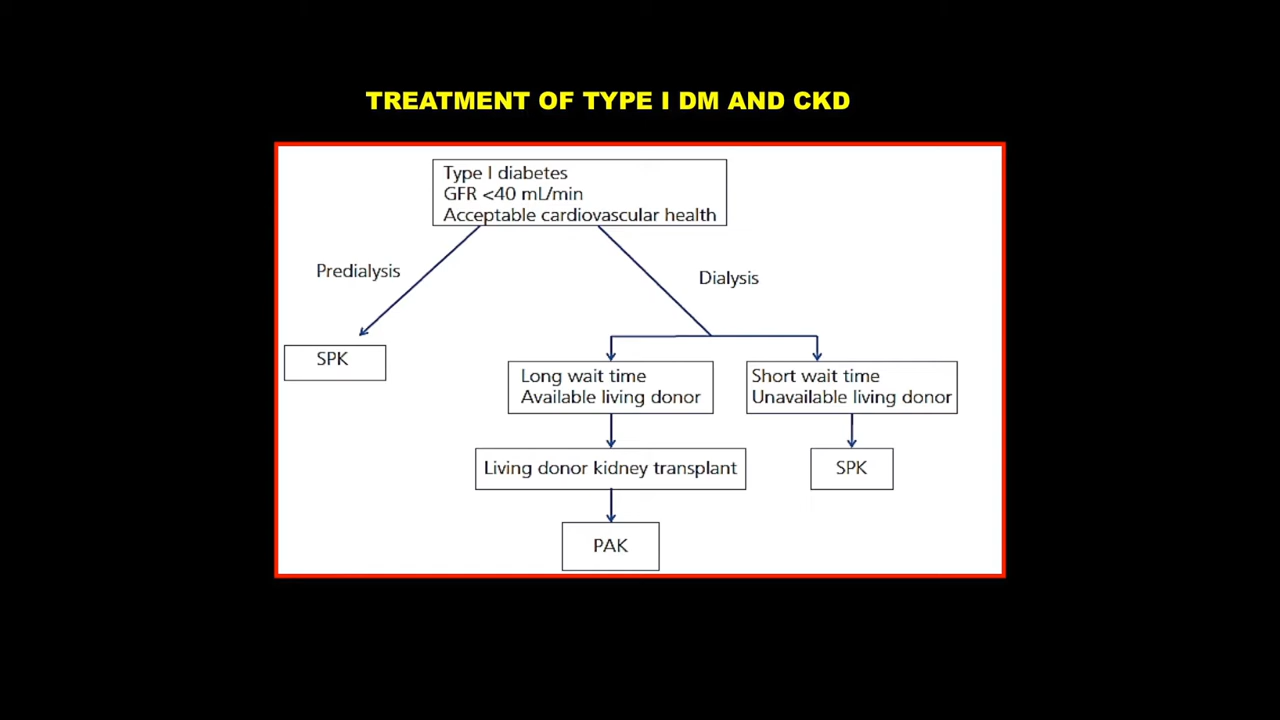 TREATMENT OF TYPE I DM AND CKD
Type I diabetes
GFR <40 mL/min
Acceptable cardiovascular health
Predialysis
Dialysis
SPK
Long wait time
Available living donor
Short wait time
Unavailable living donor
Living donor kidney transplant
SPK
PAK